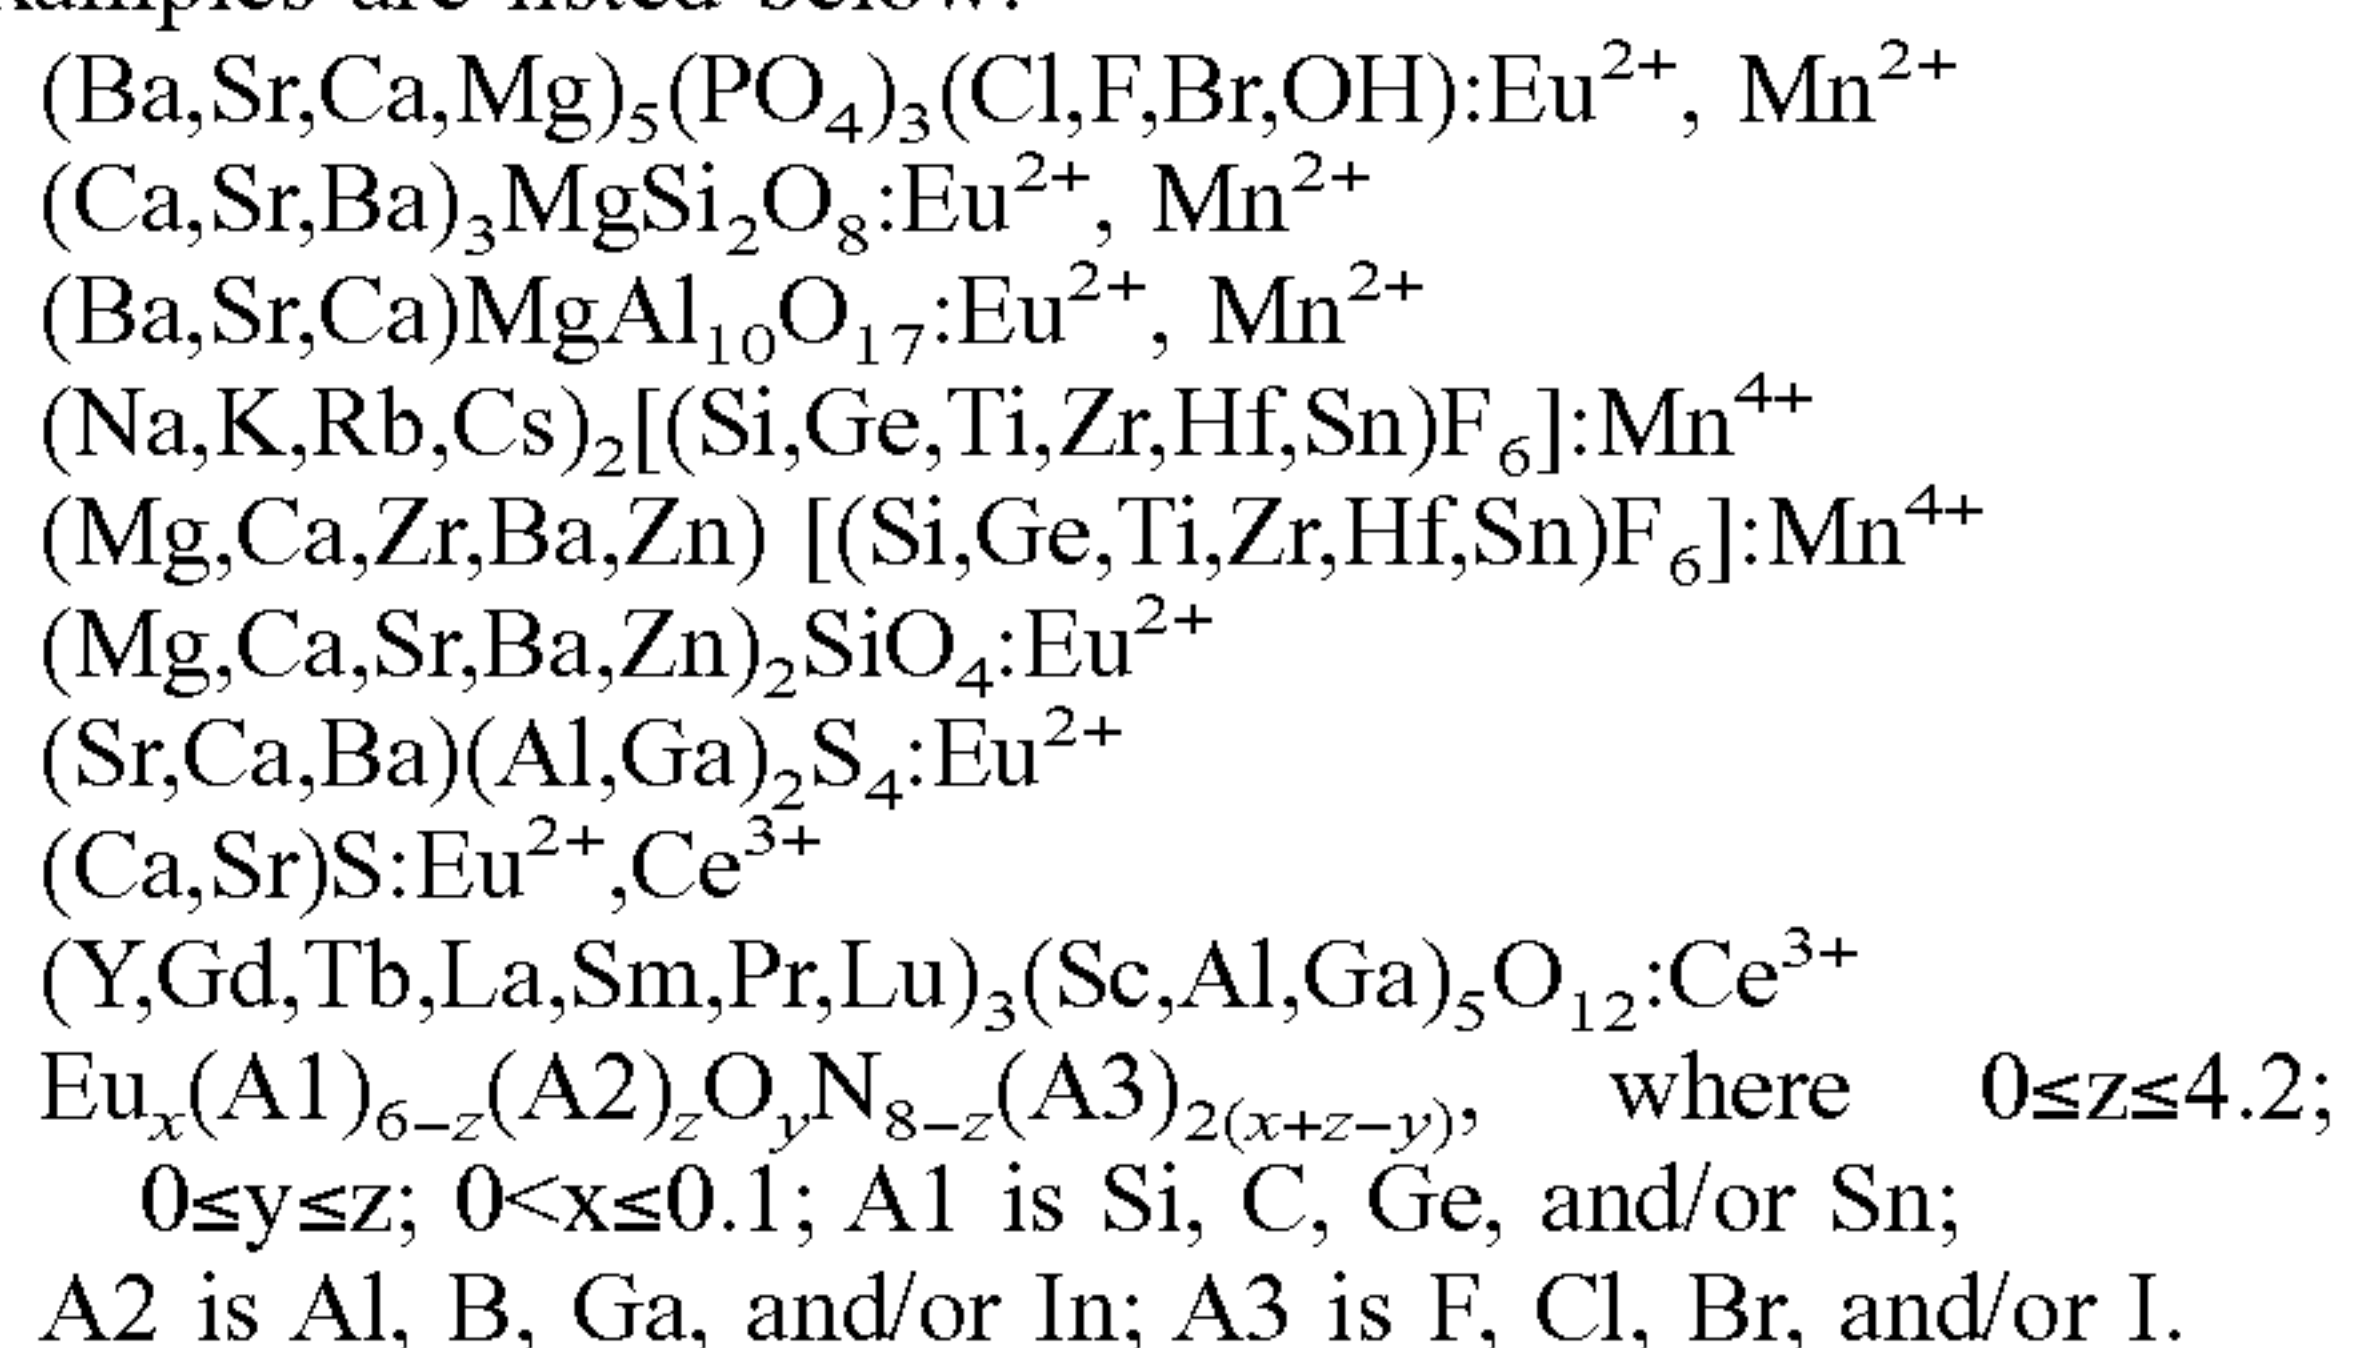 examples are listed below:
(Ba,Sr,Ca,Mg)₅(PO₄)₃(Cl,F,Br,OH):Eu²⁺, Mn²⁺
(Ca,Sr,Ba)₃MgSi₂O₈:Eu²⁺, Mn²⁺
(Ba,Sr,Ca)MgAl₁₀O₁₇:Eu²⁺, Mn²⁺
(Na,K,Rb,Cs)₂[(Si,Ge,Ti,Zr,Hf,Sn)F₆]:Mn⁴⁺
(Mg,Ca,Zr,Ba,Zn) [(Si,Ge,Ti,Zr,Hf,Sn)F₆]:Mn⁴⁺
(Mg,Ca,Sr,Ba,Zn)₂SiO₄:Eu²⁺
(Sr,Ca,Ba)(Al,Ga)₂S₄:Eu²⁺
(Ca,Sr)S:Eu²⁺,Ce³⁺
(Y,Gd,Tb,La,Sm,Pr,Lu)₃(Sc,Al,Ga)₅O₁₂:Ce³⁺
Euₓ(A1)₆₋z(A2)zOyN₈₋z(A3)₂₍ₓ₊z₋y₎, where 0≤z≤4.2;
0≤y≤z; 0<x≤0.1; A1 is Si, C, Ge, and/or Sn;
A2 is Al, B, Ga, and/or In; A3 is F, Cl, Br, and/or I.